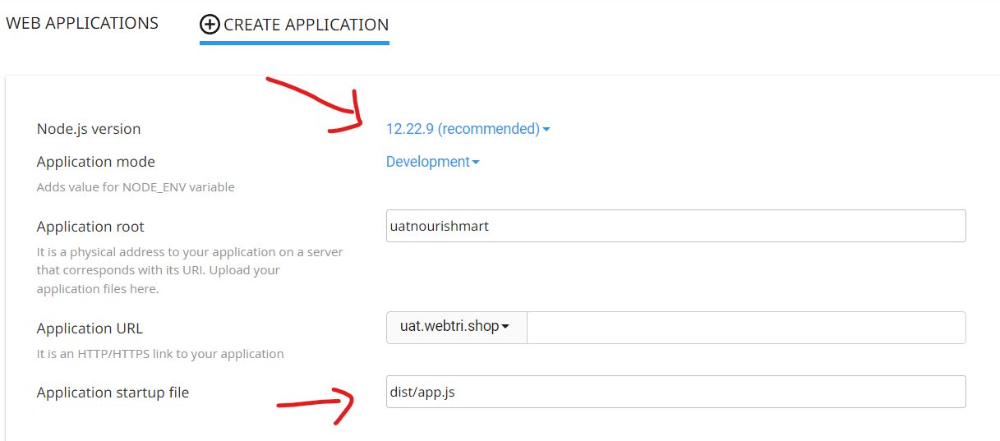 WEB APPLICATIONS
CREATE APPLICATION
Node.js version
12.22.9 (recommended)
Application mode
Development
Adds value for NODE_ENV variable
Application root
uatnourishmart
It is a physical address to your application on a server
that corresponds with its URI. Upload your
application files here.
Application URL
uat.webtri.shop
It is an HTTP/HTTPS link to your application
Application startup file
dist/app.js